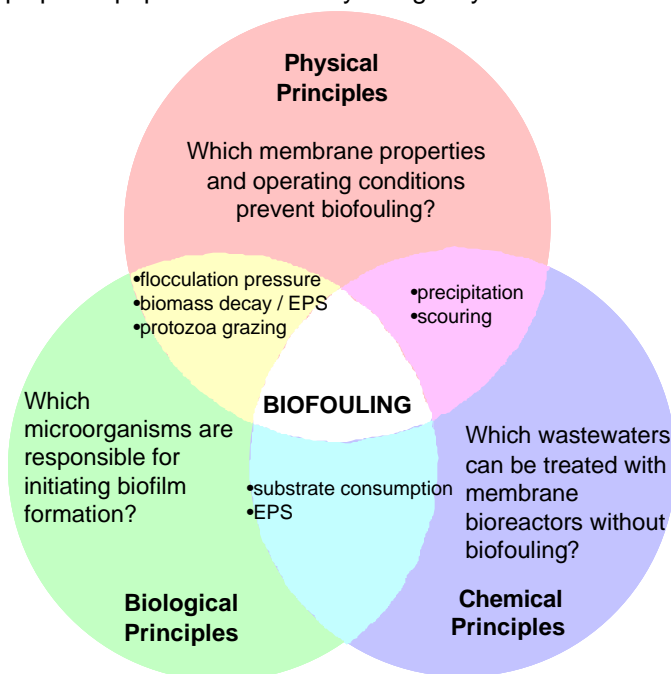 Physical
Principles
Which membrane properties
and operating conditions
prevent biofouling?
•flocculation pressure
•biomass decay / EPS
•protozoa grazing
•precipitation
•scouring
BIOFOULING
Which
microorganisms are
responsible for
initiating biofilm
formation?
Which wastewaters
can be treated with
membrane
bioreactors without
biofouling?
•substrate consumption
•EPS
Biological
Principles
Chemical
Principles